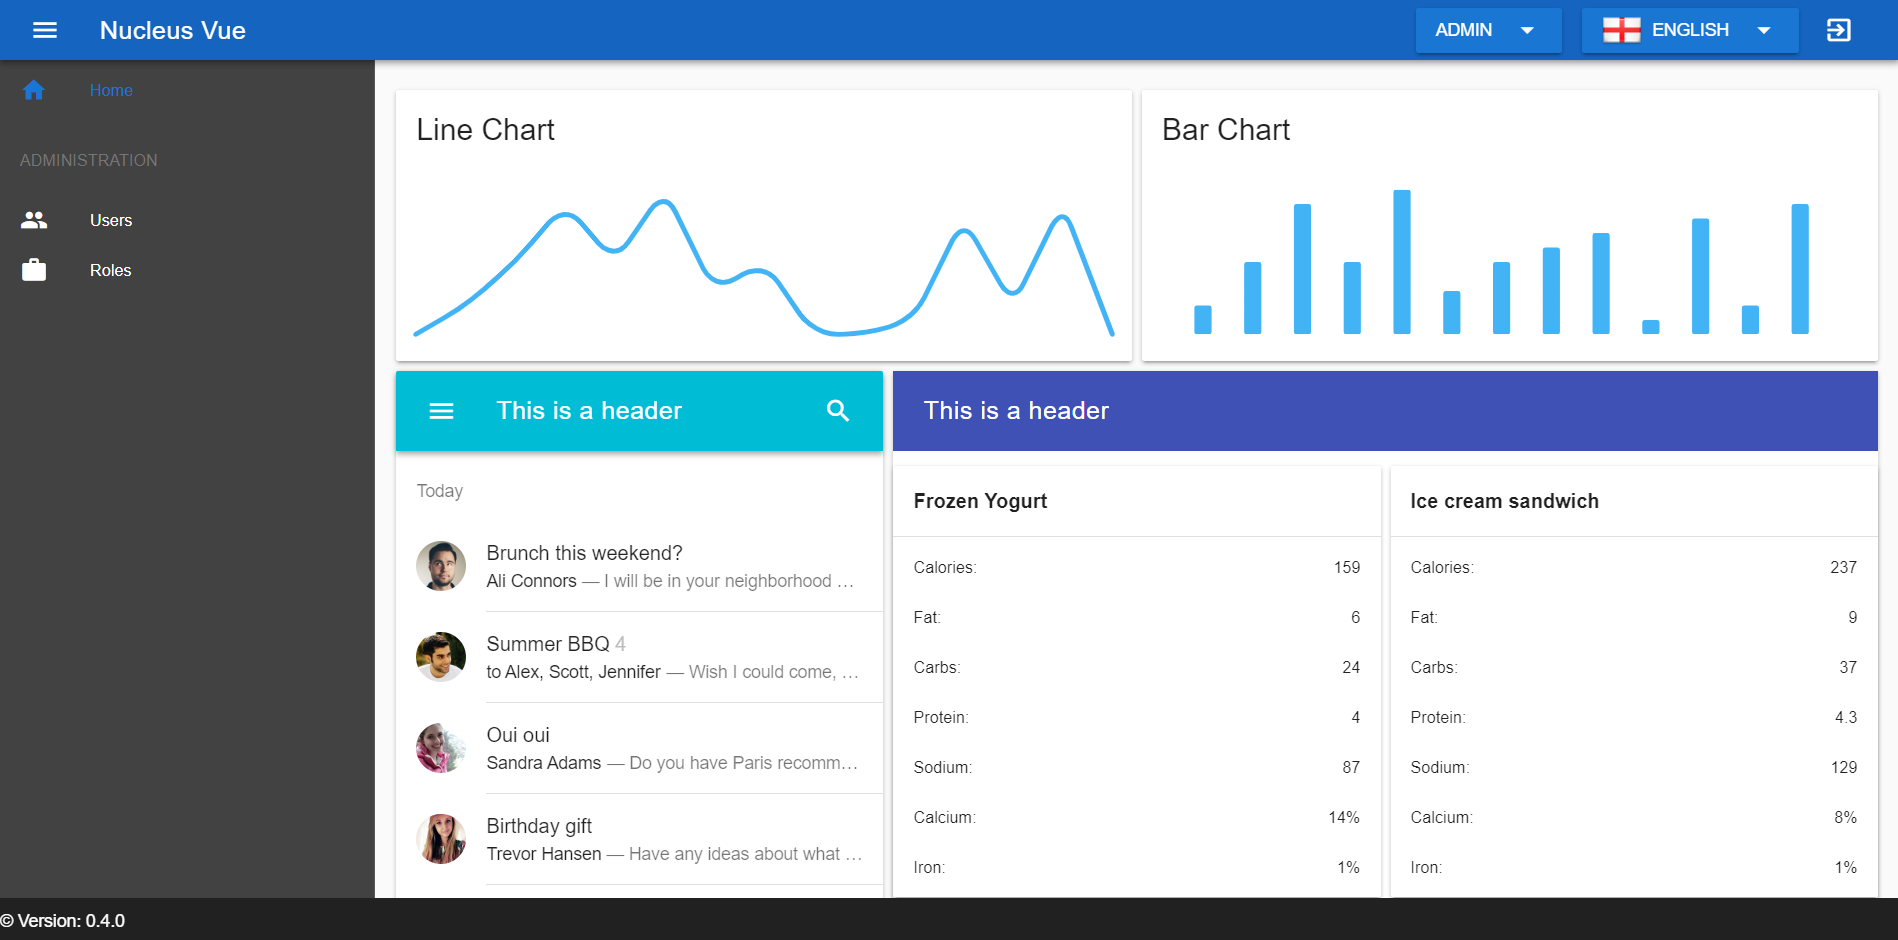 Nucleus Vue
ADMIN
ENGLISH
Home
ADMINISTRATION
Users
Roles
Line Chart
Bar Chart
This is a header
Today
Brunch this weekend?
Ali Connors — I will be in your neighborhood …
Summer BBQ 4
to Alex, Scott, Jennifer — Wish I could come, …
Oui oui
Sandra Adams — Do you have Paris recomm…
Birthday gift
Trevor Hansen — Have any ideas about what …
This is a header
Frozen Yogurt
Calories: 159
Fat: 6
Carbs: 24
Protein: 4
Sodium: 87
Calcium: 14%
Iron: 1%
Ice cream sandwich
Calories: 237
Fat: 9
Carbs: 37
Protein: 4.3
Sodium: 129
Calcium: 8%
Iron: 1%
© Version: 0.4.0